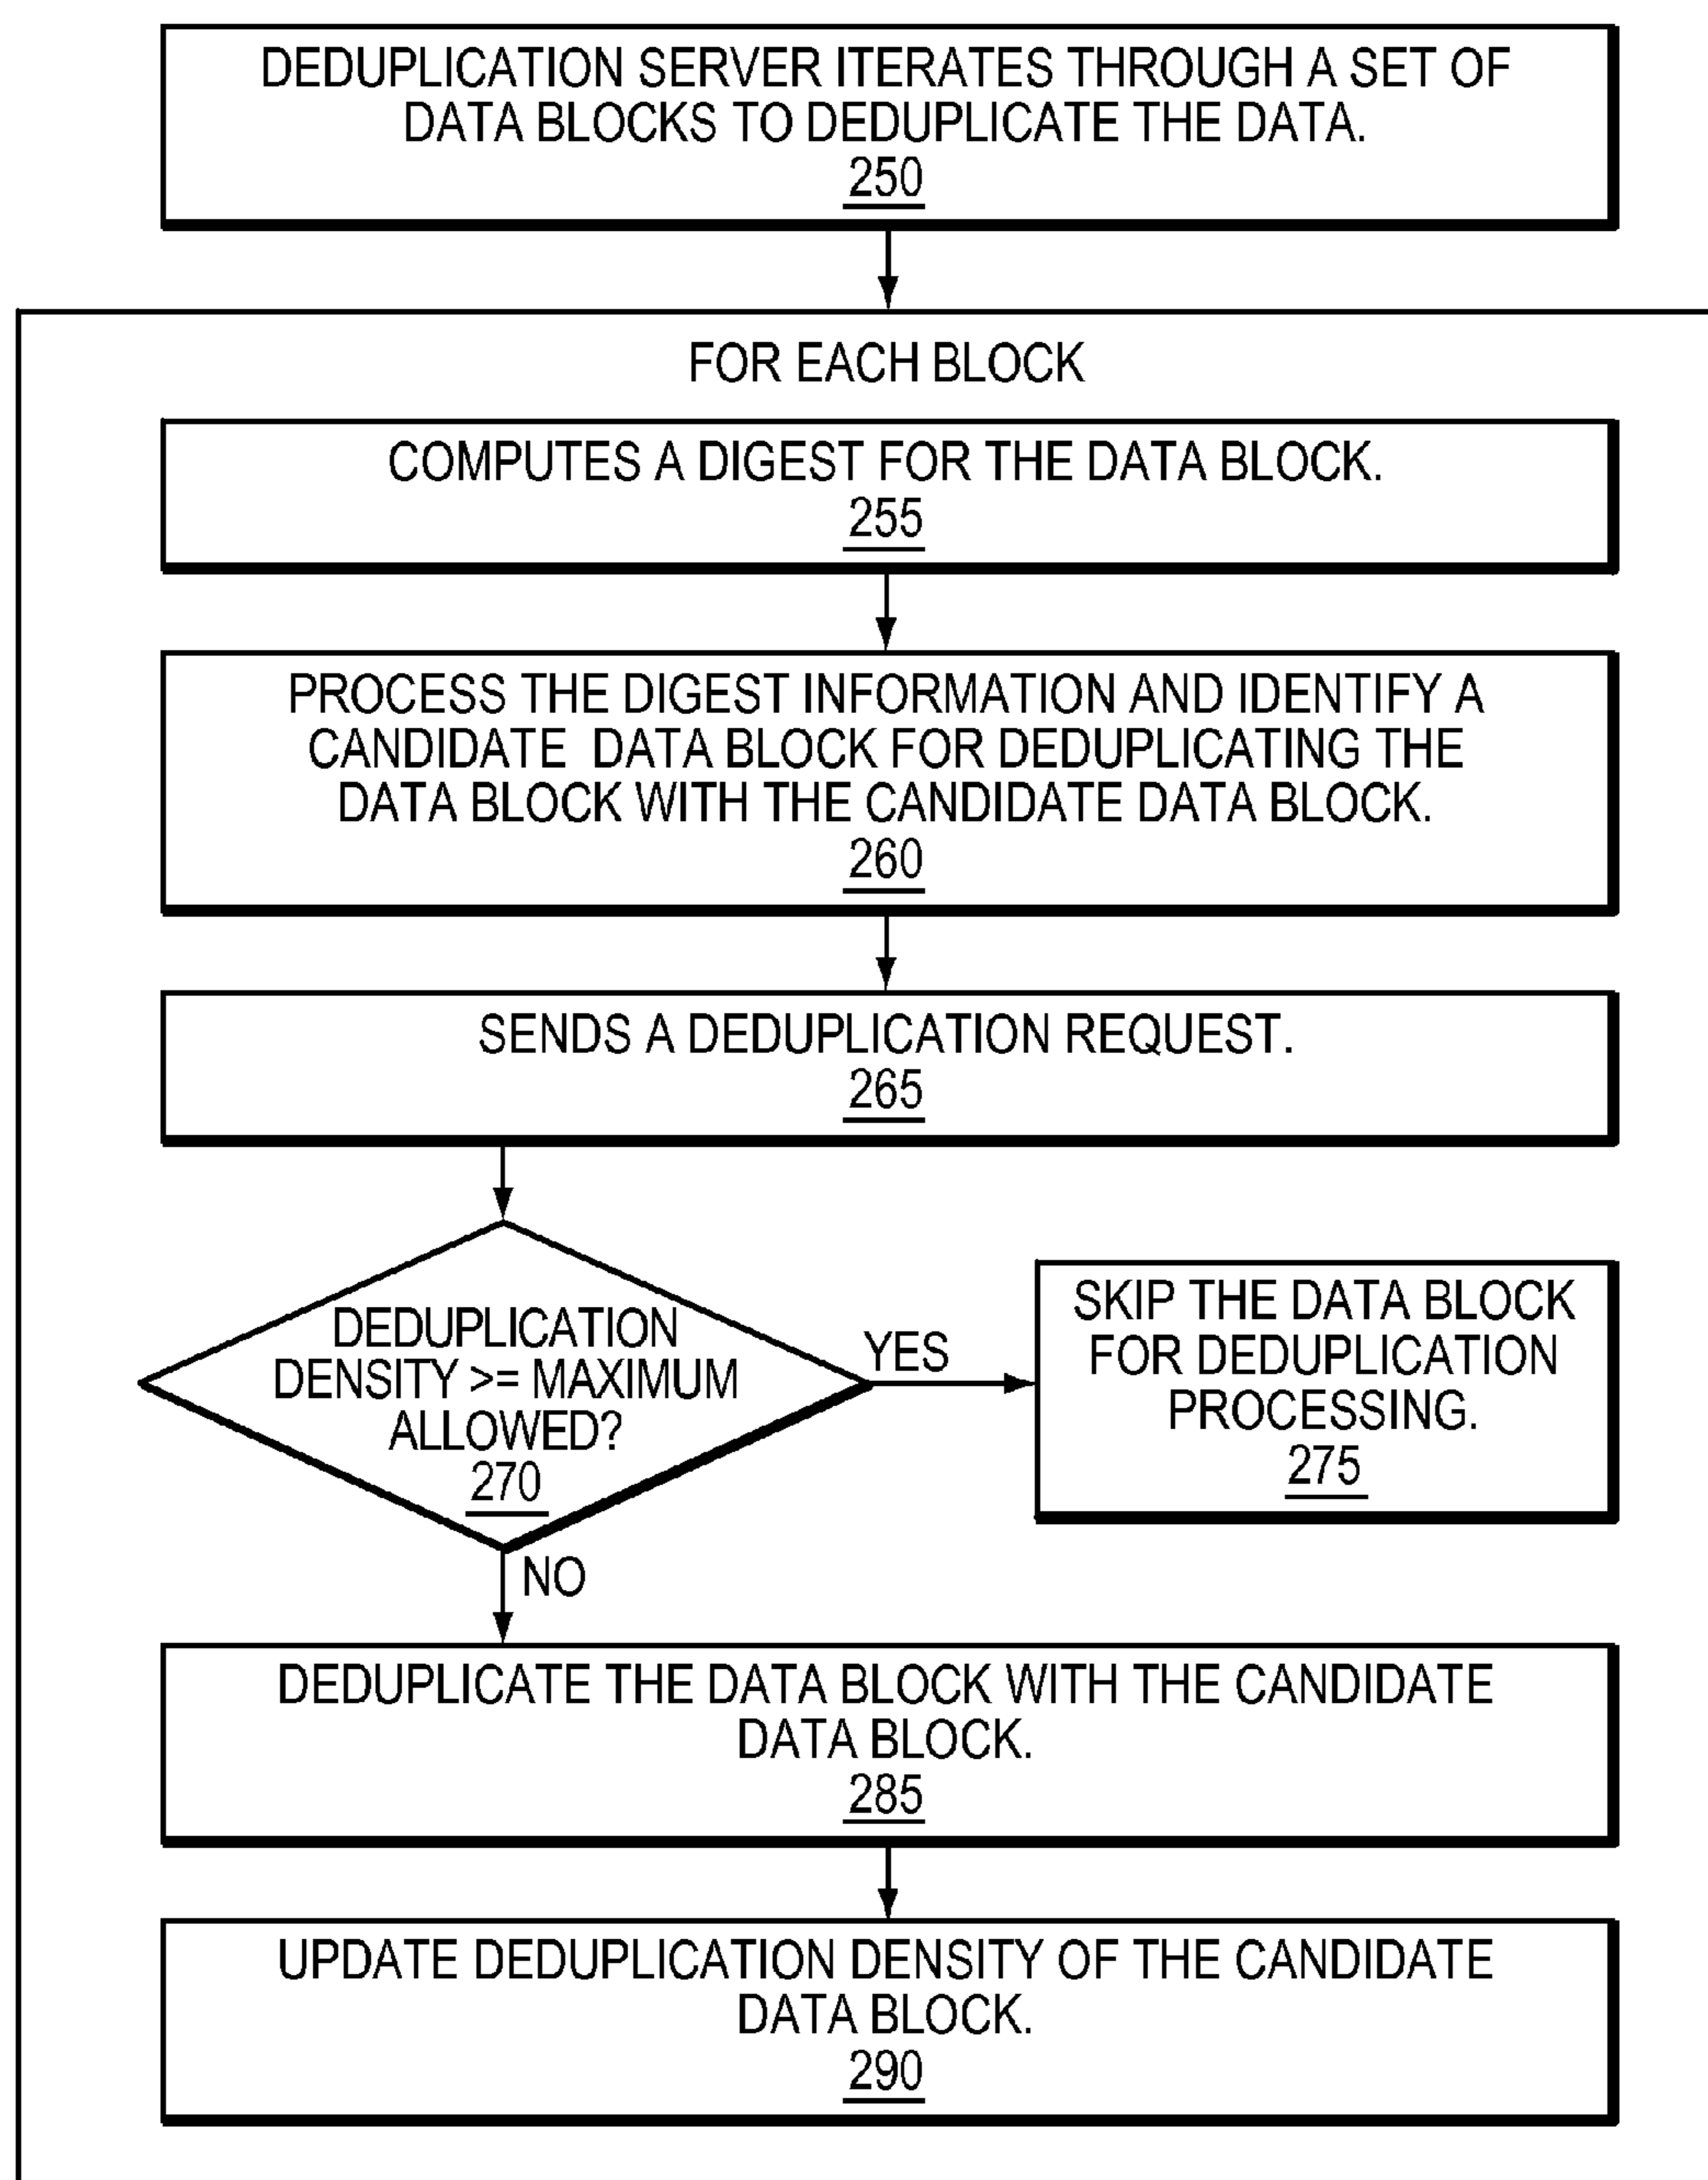 DEDUPLICATION SERVER ITERATES THROUGH A SET OF
DATA BLOCKS TO DEDUPLICATE THE DATA.
250
FOR EACH BLOCK
COMPUTES A DIGEST FOR THE DATA BLOCK.
255
PROCESS THE DIGEST INFORMATION AND IDENTIFY A
CANDIDATE DATA BLOCK FOR DEDUPLICATING THE
DATA BLOCK WITH THE CANDIDATE DATA BLOCK.
260
SENDS A DEDUPLICATION REQUEST.
265
DEDUPLICATION
DENSITY >= MAXIMUM
ALLOWED?
270
YES
SKIP THE DATA BLOCK
FOR DEDUPLICATION
PROCESSING.
275
NO
DEDUPLICATE THE DATA BLOCK WITH THE CANDIDATE
DATA BLOCK.
285
UPDATE DEDUPLICATION DENSITY OF THE CANDIDATE
DATA BLOCK.
290